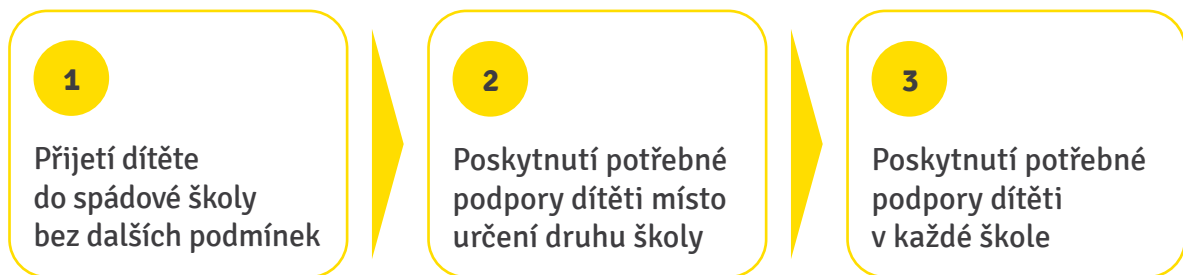 1
Přijetí dítěte
do spádové školy
bez dalších podmínek
2
Poskytnutí potřebné
podpory dítěti místo
určení druhu školy
3
Poskytnutí potřebné
podpory dítěti
v každé škole